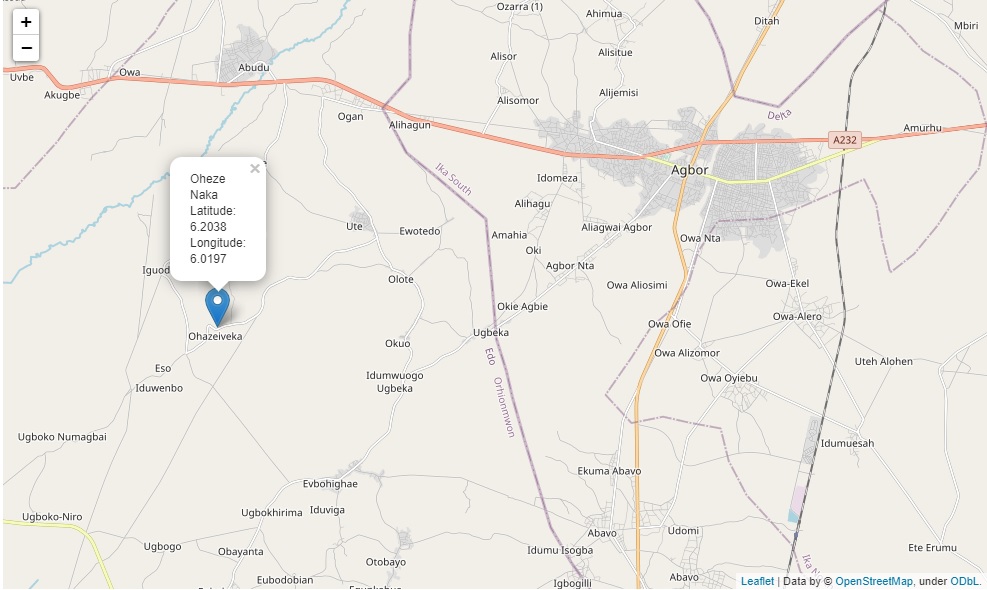 Ozarra (1)
Ahimua
Ditah
Mbiri
+
−
Alisor
Alisitue
Abudu
Owa
Uvbe
Akugbe
Alisomor
Alijemisi
Ogan
Alihagun
Delta
Amurhu
A232
Agbor
Ika South
Idomeza
×
Oheze
Naka
Latitude:
6.2038
Longitude:
6.0197
Alihagu
Ute
Ewotedo
Amahia
Aliagwai Agbor
Owa Nta
Oki
Agbor Nta
Iguod
Olote
Owa Aliosimi
Owa-Ekel
Okie Agbie
Owa-Alero
Ohazeiveka
Ugbeka
Owa Ofie
Okuo
Edo
Orhionmwon
Owa Alizomor
Uteh Alohen
Eso
Iduwenbo
Idumwuogo
Ugbeka
Owa Oyiebu
Ugboko Numagbai
Idumuesah
Ekuma Abavo
Evbohighae
Ugboko-Niro
Ugbokhirima
Iduviga
Abavo
Udomi
Ugbogo
Obayanta
Idumu Isogba
Ete Erumu
Otobayo
Ika N
Eubodobian
Igbogilli
Abavo
Leaflet | Data by © OpenStreetMap, under ODbL.